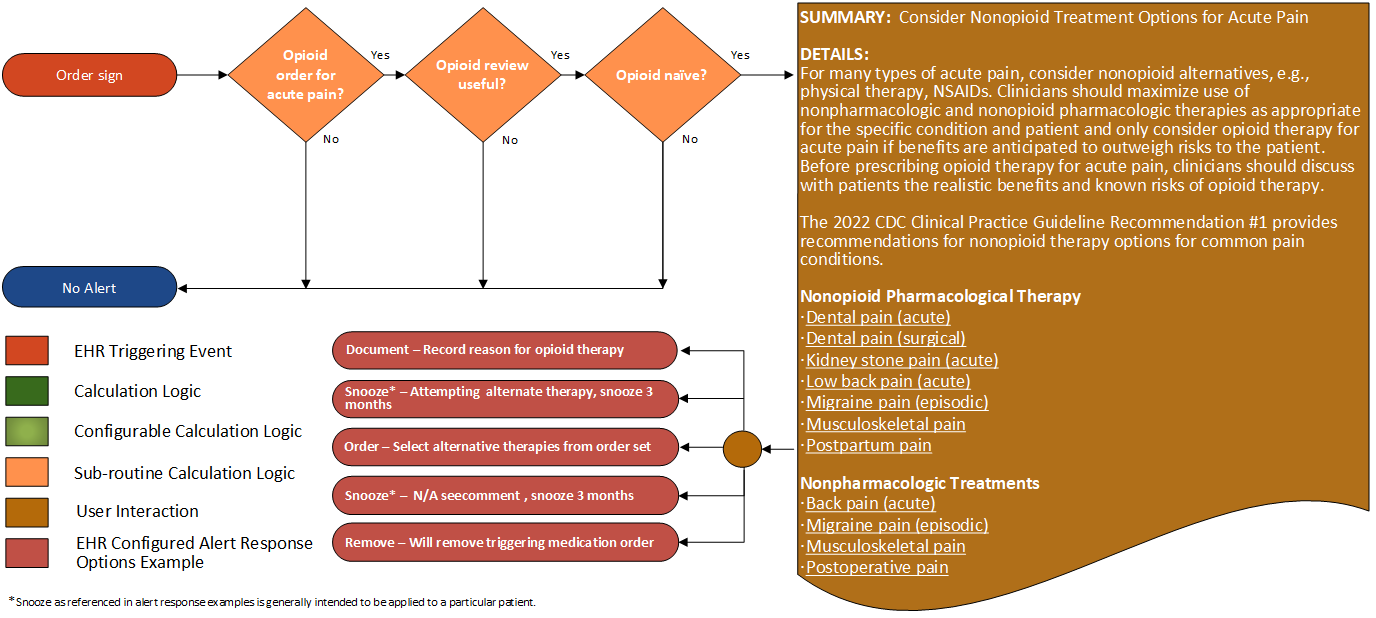 Order sign
Opioid
order for
acute pain?
Yes
No
Opioid review
useful?
Yes
No
Opioid naïve?
Yes
No
No Alert
SUMMARY: Consider Nonopioid Treatment Options for Acute Pain
DETAILS:
For many types of acute pain, consider nonopioid alternatives, e.g.,
physical therapy, NSAIDs. Clinicians should maximize use of
nonpharmacologic and nonopioid pharmacologic therapies as appropriate
for the specific condition and patient and only consider opioid therapy for
acute pain if benefits are anticipated to outweigh risks to the patient.
Before prescribing opioid therapy for acute pain, clinicians should discuss
with patients the realistic benefits and known risks of opioid therapy.
The 2022 CDC Clinical Practice Guideline Recommendation #1 provides
recommendations for nonopioid therapy options for common pain
conditions.
Nonopioid Pharmacological Therapy
·Dental pain (acute)
·Dental pain (surgical)
·Kidney stone pain (acute)
·Low back pain (acute)
·Migraine pain (episodic)
·Musculoskeletal pain
·Postpartum pain
Nonpharmacologic Treatments
·Back pain (acute)
·Migraine pain (episodic)
·Musculoskeletal pain
·Postoperative pain
EHR Triggering Event
Calculation Logic
Configurable Calculation Logic
Sub-routine Calculation Logic
User Interaction
EHR Configured Alert Response
Options Example
Document – Record reason for opioid therapy
Snooze* – Attempting alternate therapy, snooze 3
months
Order – Select alternative therapies from order set
Snooze* – N/A seecomment , snooze 3 months
Remove – Will remove triggering medication order
*Snooze as referenced in alert response examples is generally intended to be applied to a particular patient.